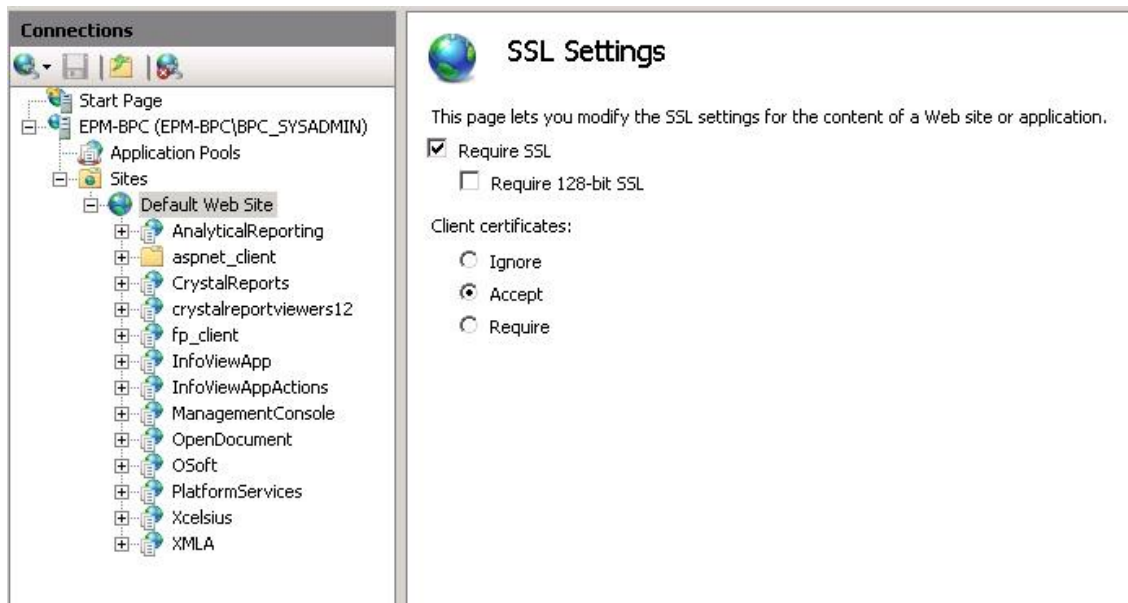 Connections
Start Page
EPM-BPC (EPM-BPC\BPC_SYSADMIN)
Application Pools
Sites
Default Web Site
AnalyticalReporting
aspnet_client
CrystalReports
crystalreportviewers12
fp_client
InfoViewApp
InfoViewAppActions
ManagementConsole
OpenDocument
OSoft
PlatformServices
Xcelsius
XMLA
SSL Settings
This page lets you modify the SSL settings for the content of a Web site or application.
Require SSL
Require 128-bit SSL
Client certificates:
Ignore
Accept
Require